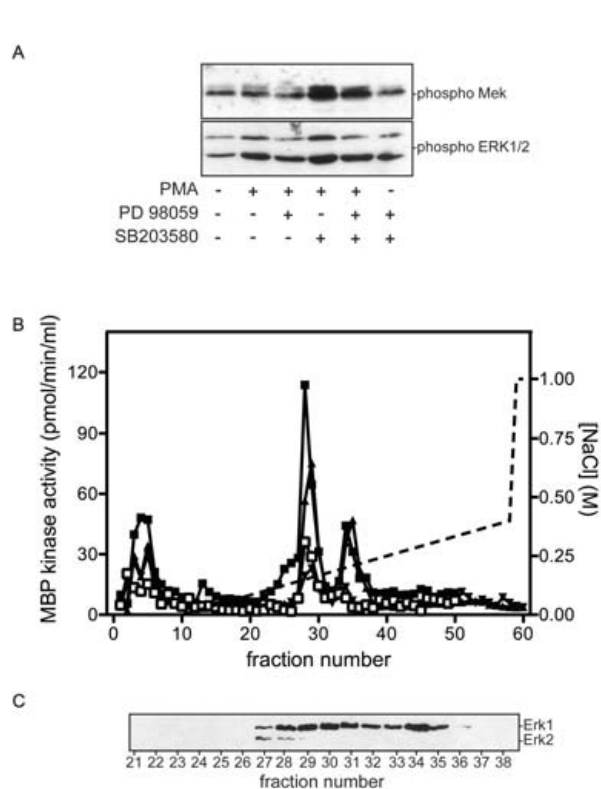 A
phospho Mek
phospho ERK1/2
PMA - + + + + -
PD 98059 - - + - + +
SB203580 - - - + + +
B
MBP kinase activity (pmol/min/ml)
120
90
60
30
0
1.00
0.75
0.50
0.25
0.00
[NaCl] (M)
0 10 20 30 40 50 60
fraction number
C
Erk1
Erk2
21 22 23 24 25 26 27 28 29 30 31 32 33 34 35 36 37 38
fraction number